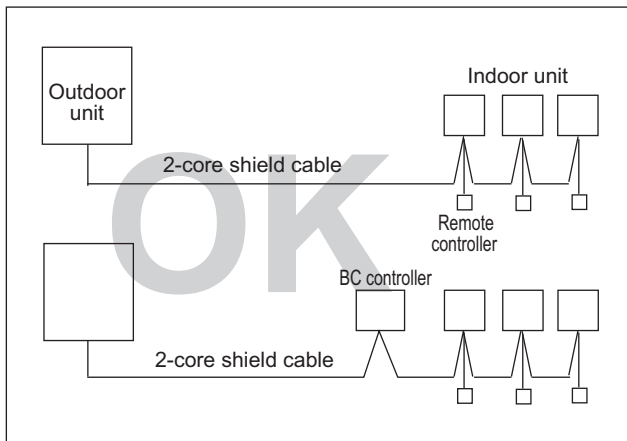 Outdoor
unit
Indoor unit
2-core shield cable
Remote
controller
OK
BC controller
2-core shield cable